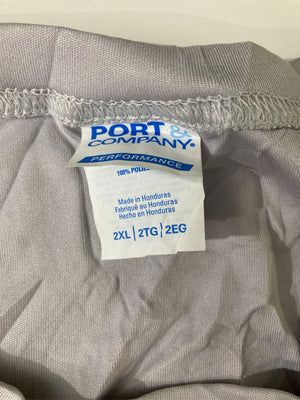 PORT &
COMPANY®
PERFORMANCE
Made in Honduras
Fabriqué au Honduras
Hecho en Honduras
2XL | 2TG | 2EG